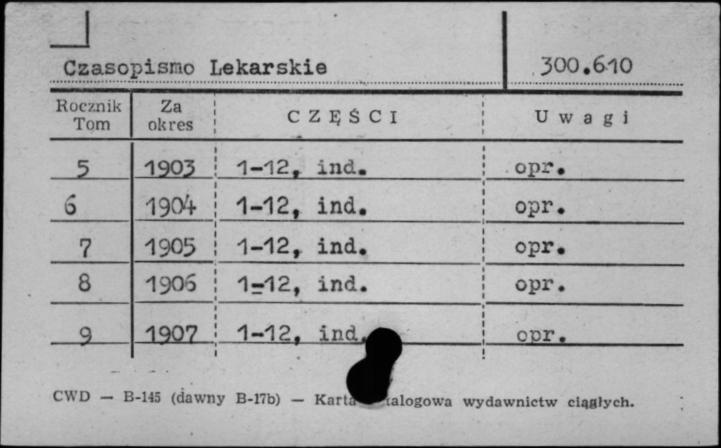 Czasopismo Lekarskie 300.610
Rocznik Tom Za okres CZĘŚCI Uwagi
5 1903 1-12, ind. opr.
6 1904 1-12, ind. opr.
7 1905 1-12, ind. opr.
8 1906 1-12, ind. opr.
9 1907 1-12, ind. opr.
CWD — B-145 (dawny B-17b) — Karta talogowa wydawnictw ciągłych.